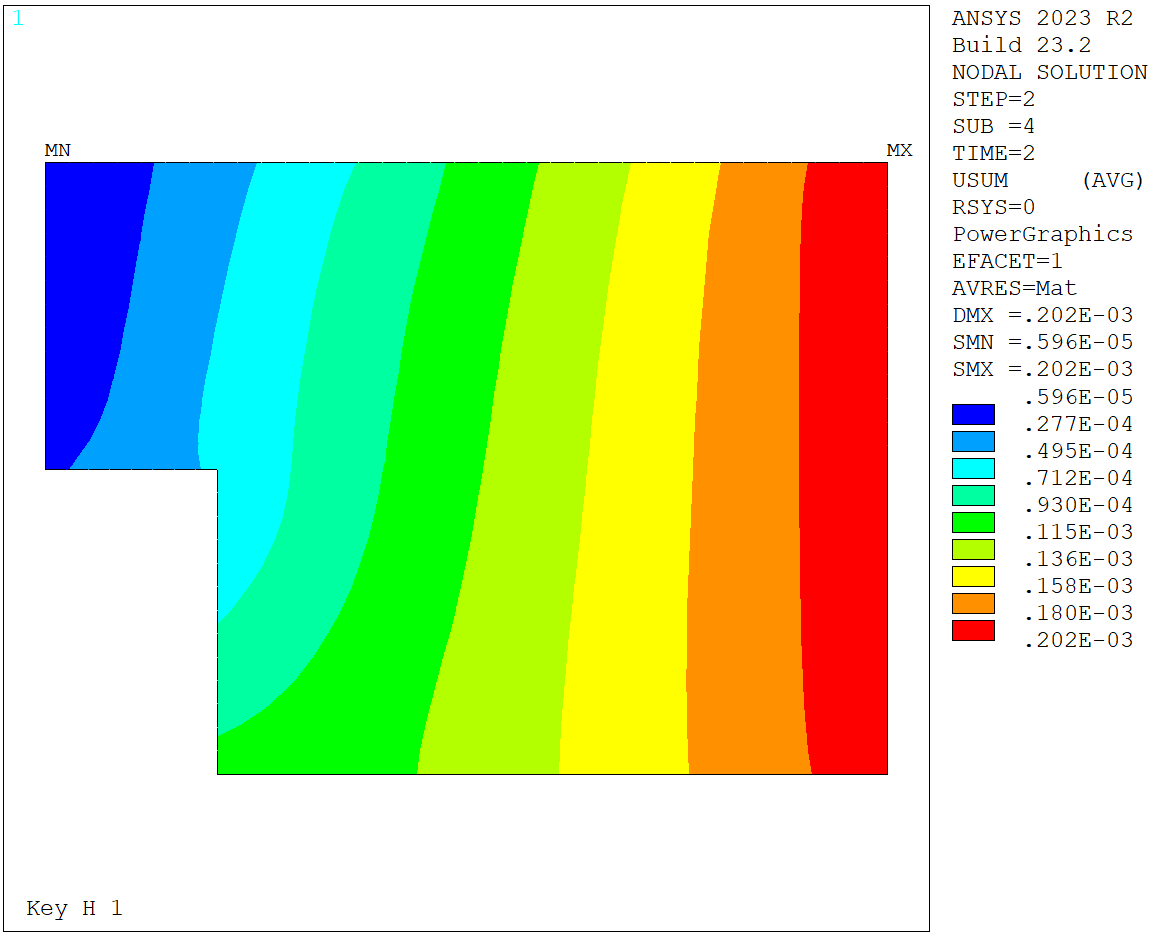 1
ANSYS 2023 R2
Build 23.2
NODAL SOLUTION
STEP=2
SUB =4
TIME=2
USUM (AVG)
RSYS=0
PowerGraphics
EFACET=1
AVRES=Mat
DMX =.202E-03
SMN =.596E-05
SMX =.202E-03
.596E-05
.277E-04
.495E-04
.712E-04
.930E-04
.115E-03
.136E-03
.158E-03
.180E-03
.202E-03
MN
MX
Key H 1